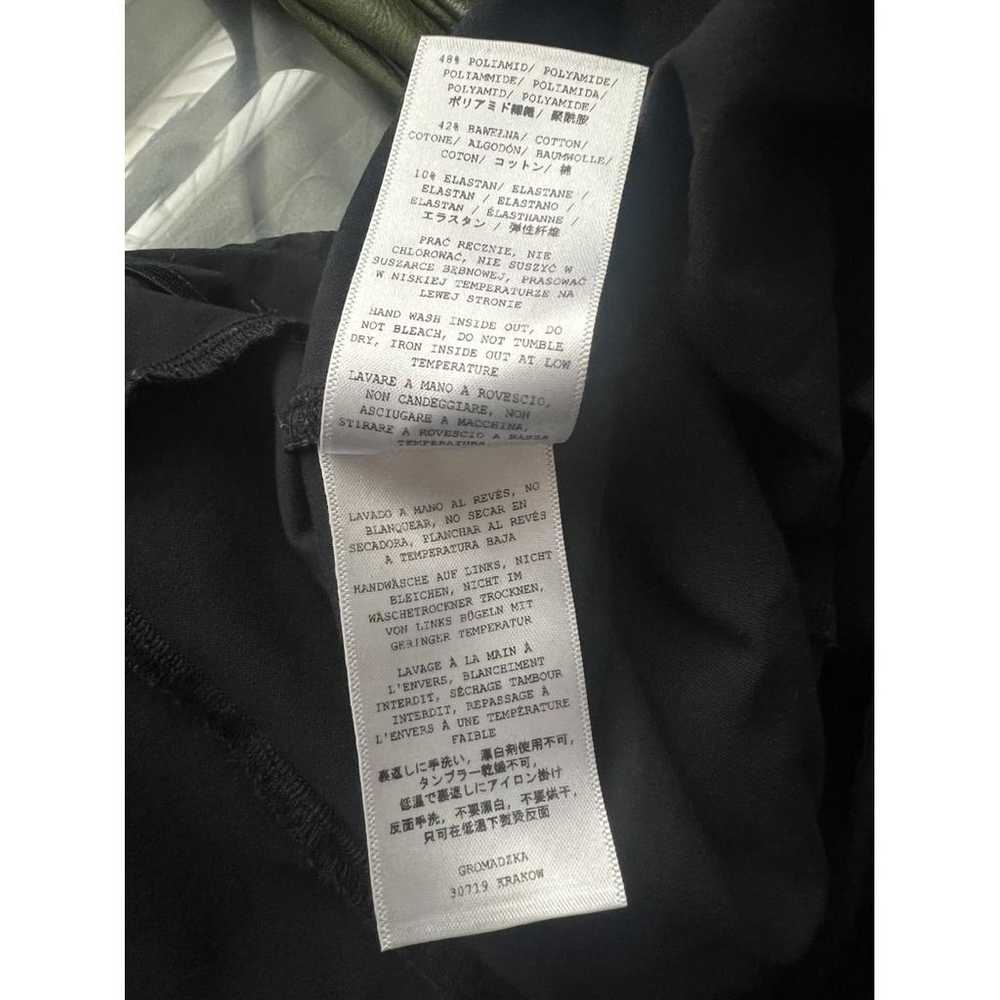 48% POLIAMID/ POLYAMIDE/
POLIAMMIDE/ POLIAMIDA/
POLYAMID/ POLYAMIDE/
ポリアミド繊維/ 聚酰胺
42% BAWEŁNA/ COTTON/
COTONE/ ALGODÓN/ BAUMWOLLE/
COTON/ コットン/ 棉
10% ELASTAN/ ELASTANE/
ELASTAN / ELASTANO /
ELASTAN / ÉLASTHANNE/
エラスタン / 弹性纤维
PRAĆ RĘCZNIE, NIE
CHLOROWAĆ, NIE SUSZYĆ W
SUSZARCE BĘBNOWEJ, PRASOWAĆ
W NISKIEJ TEMPERATURZE NA
LEWEJ STRONIE
HAND WASH INSIDE OUT, DO
NOT BLEACH, DO NOT TUMBLE
DRY, IRON INSIDE OUT AT LOW
TEMPERATURE
LAVARE A MANO A ROVESCIO,
NON CANDEGGIARE, NON
ASCIUGARE A MACCHINA,
STIRARE A ROVESCIO A BASSA
TEMPERATURA
LAVADO A MANO AL REVÉS, NO
BLANQUEAR, NO SECAR EN
SECADORA, PLANCHAR AL REVÉS
A TEMPERATURA BAJA
HANDWÄSCHE AUF LINKS, NICHT
BLEICHEN, NICHT IM
WÄSCHETROCKNER TROCKNEN,
VON LINKS BÜGELN MIT
GERINGER TEMPERATUR
LAVAGE À LA MAIN À
L'ENVERS, BLANCHIMENT
INTERDIT, SÉCHAGE TAMBOUR
INTERDIT, REPASSAGE À
L'ENVERS À UNE TEMPÉRATURE
FAIBLE
裏返しに手洗い, 漂白剤使用不可,
タンブラー乾燥不可,
低温で裏返しにアイロン掛け
反面手洗, 不要漂白, 不要烘干,
只可在低温下熨烫反面
GROMADZKA
30719 KRAKOW